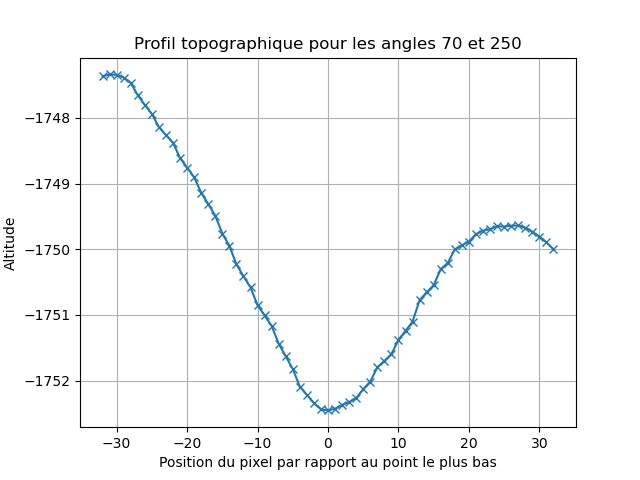 Profil topographique pour les angles 70 et 250
Altitude
−1748
−1749
−1750
−1751
−1752
−30 −20 −10 0 10 20 30
Position du pixel par rapport au point le plus bas